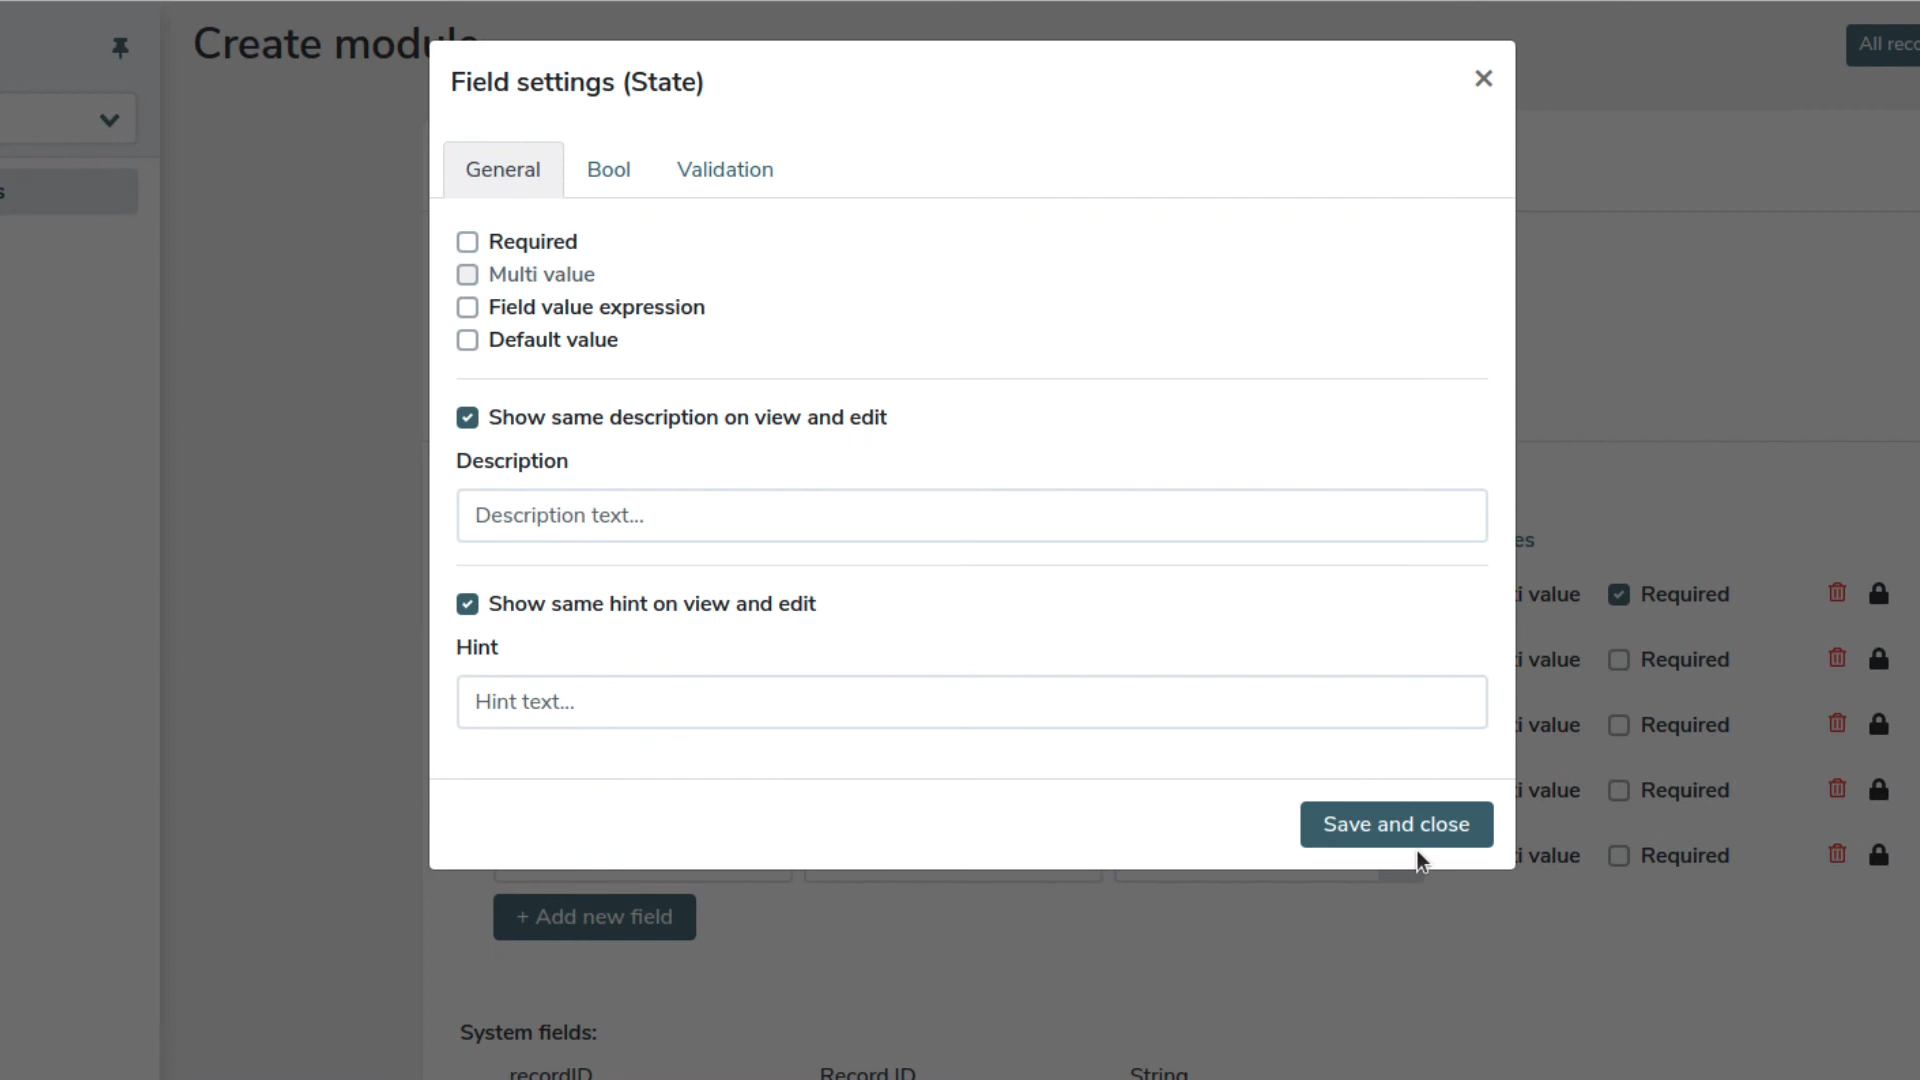 Create module
All reco
s
Field settings (State)
General
Bool
Validation
Required
Multi value
Field value expression
Default value
Show same description on view and edit
Description
Description text...
es
Show same hint on view and edit
i value
Required
Hint
i value
Required
Hint text...
i value
Required
i value
Required
Save and close
i value
Required
+ Add new field
System fields:
recordID
Record ID
String